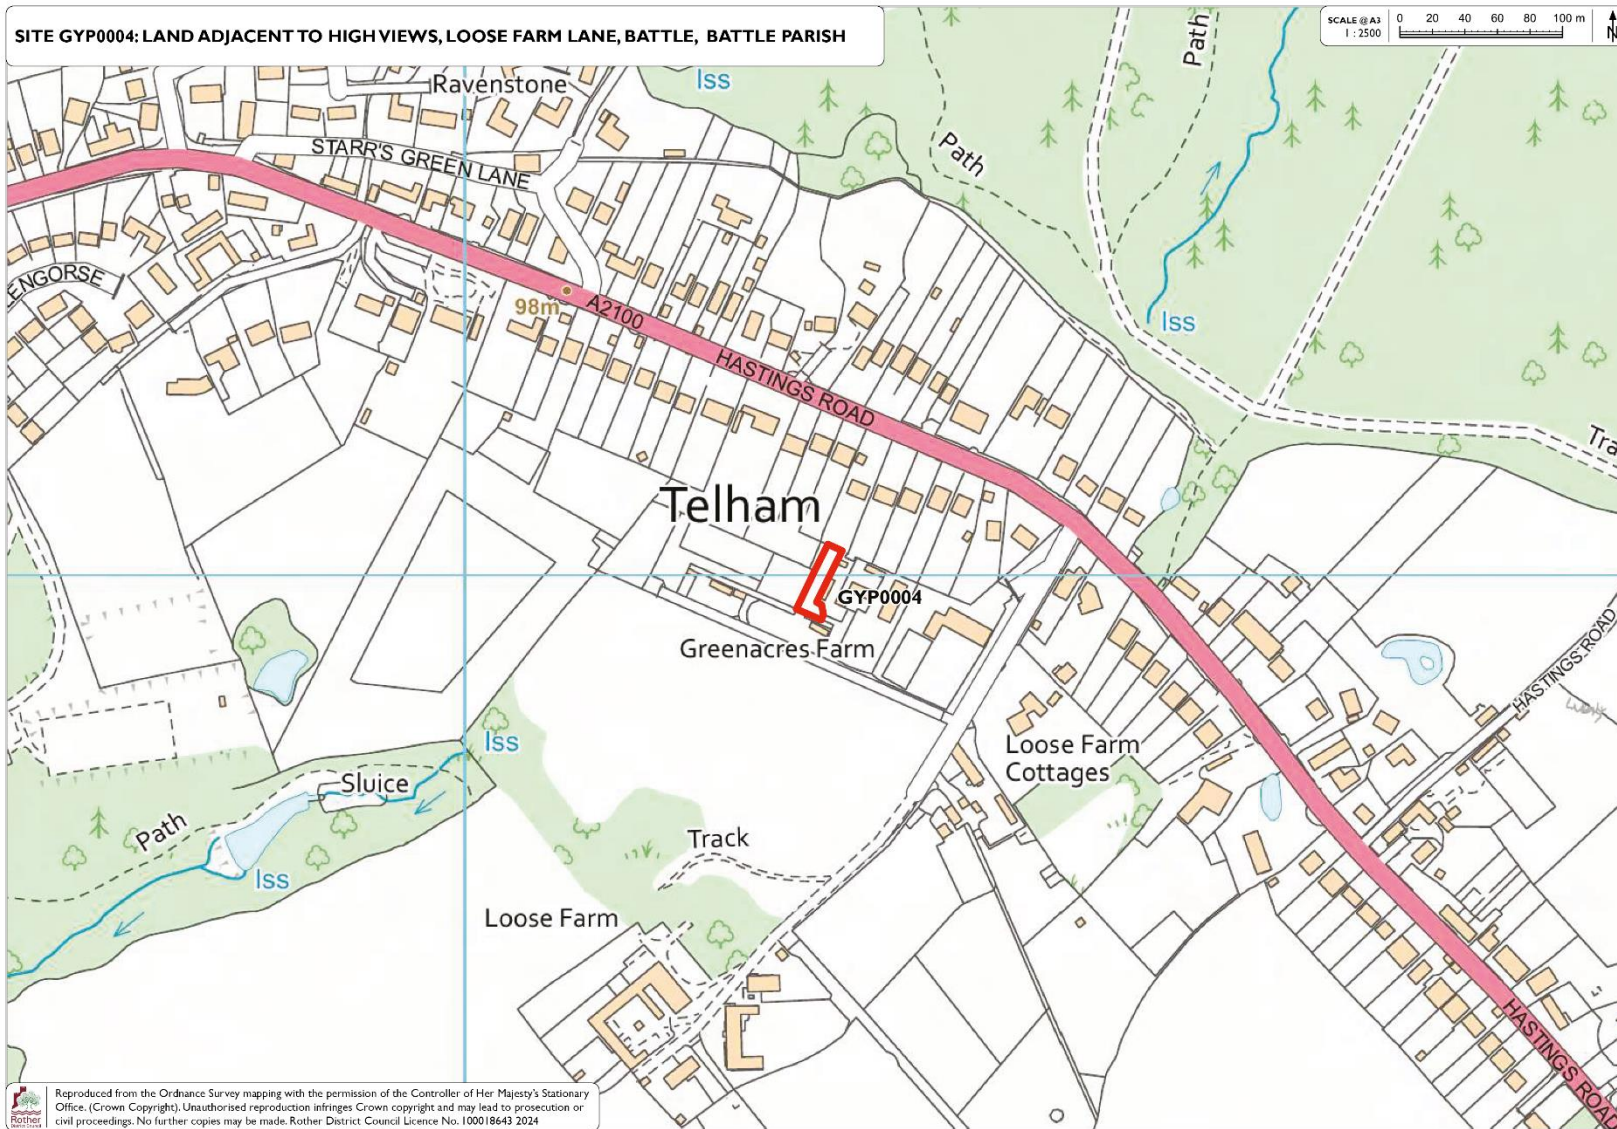 SITE GYP0004: LAND ADJACENT TO HIGH VIEWS, LOOSE FARM LANE, BATTLE, BATTLE PARISH
SCALE @ A3
1 : 2500
0 20 40 60 80 100 m
N
Ravenstone
Iss
Path
STARR'S GREEN LANE
Path
ENGORSE
98m
A2100
Iss
HASTINGS ROAD
Tra
Telham
GYP0004
Greenacres Farm
HASTINGS ROAD
Iss
Loose Farm
Cottages
Sluice
Path
Track
Iss
Loose Farm
HASTINGS ROAD
Rother
District Council
Reproduced from the Ordnance Survey mapping with the permission of the Controller of Her Majesty's Stationary
Office. (Crown Copyright). Unauthorised reproduction infringes Crown copyright and may lead to prosecution or
civil proceedings. No further copies may be made. Rother District Council Licence No. 100018643 2024